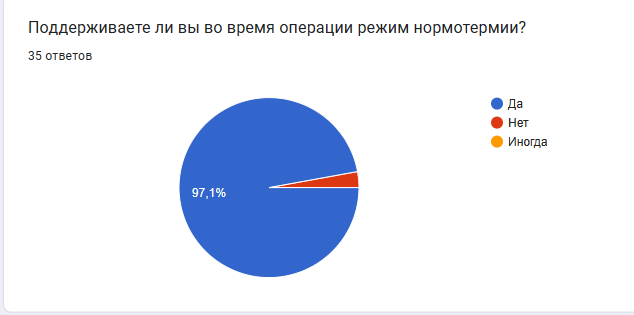 Поддерживаете ли вы во время операции режим нормотермии?
35 ответов
Да
Нет
Иногда
97,1%